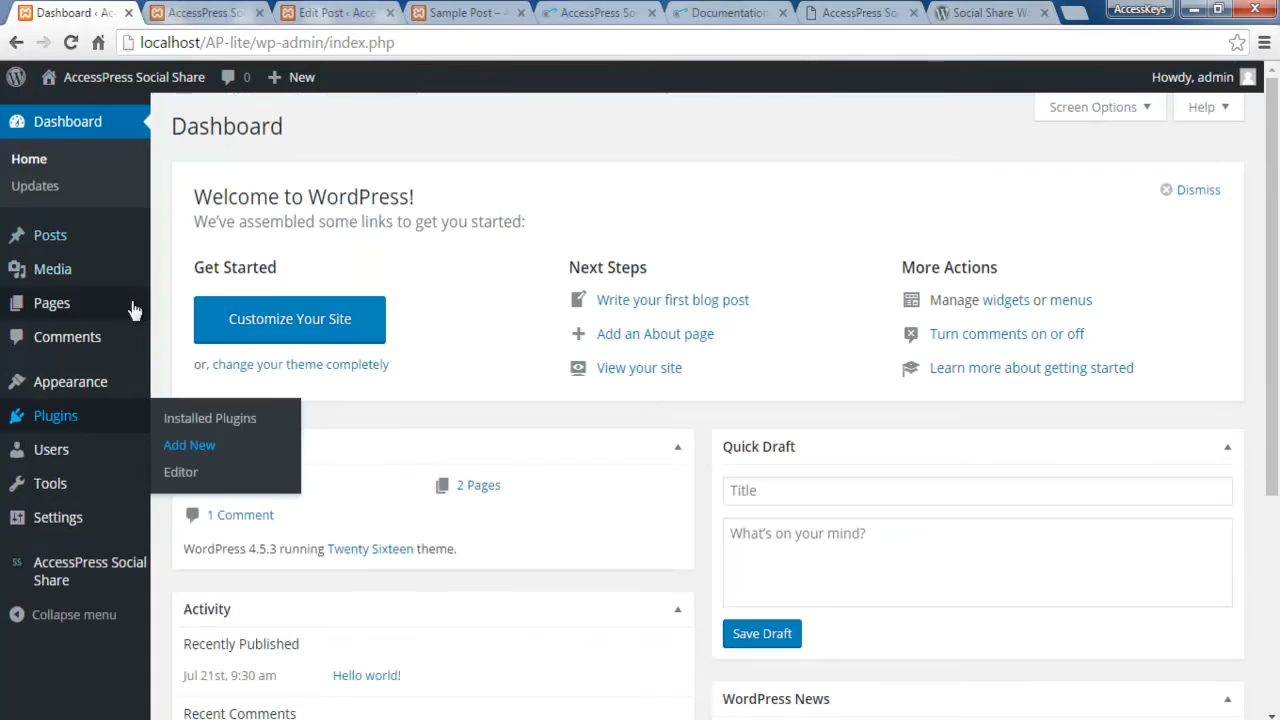 Dashboard ‹ Ac
AccessPress So
Edit Post ‹ Acce
Sample Post –
AccessPress So
Documentation
AccessPress So
Social Share W
AccessKeys
localhost/AP-lite/wp-admin/index.php
AccessPress Social Share
0
New
Howdy, admin
Dashboard
Home
Updates
Posts
Media
Pages
Comments
Appearance
Plugins
Users
Tools
Settings
SS AccessPress Social
Share
Collapse menu
Installed Plugins
Add New
Editor
Screen Options
Help
Dashboard
Welcome to WordPress!
We've assembled some links to get you started:
Dismiss
Get Started
Customize Your Site
or, change your theme completely
Next Steps
Write your first blog post
Add an About page
View your site
More Actions
Manage widgets or menus
Turn comments on or off
Learn more about getting started
2 Pages
1 Comment
WordPress 4.5.3 running Twenty Sixteen theme.
Activity
Recently Published
Jul 21st, 9:30 am
Hello world!
Recent Comments
Quick Draft
Title
What's on your mind?
Save Draft
WordPress News